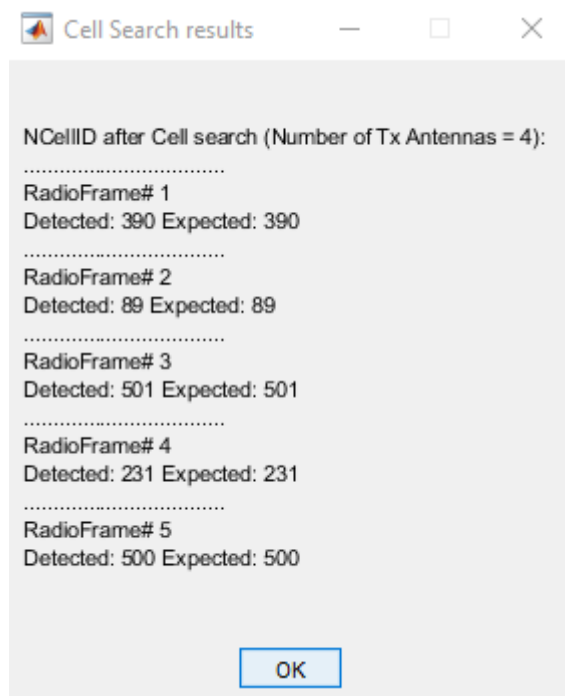 Cell Search results
NCellID after Cell search (Number of Tx Antennas = 4):
..................................
RadioFrame# 1
Detected: 390 Expected: 390
..................................
RadioFrame# 2
Detected: 89 Expected: 89
..................................
RadioFrame# 3
Detected: 501 Expected: 501
..................................
RadioFrame# 4
Detected: 231 Expected: 231
..................................
RadioFrame# 5
Detected: 500 Expected: 500
OK